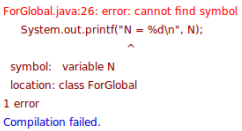 ForGlobal.java:26: error: cannot find symbol
System.out.printf("N = %d\n", N);
^
symbol:   variable N
location: class ForGlobal
1 error
Compilation failed.